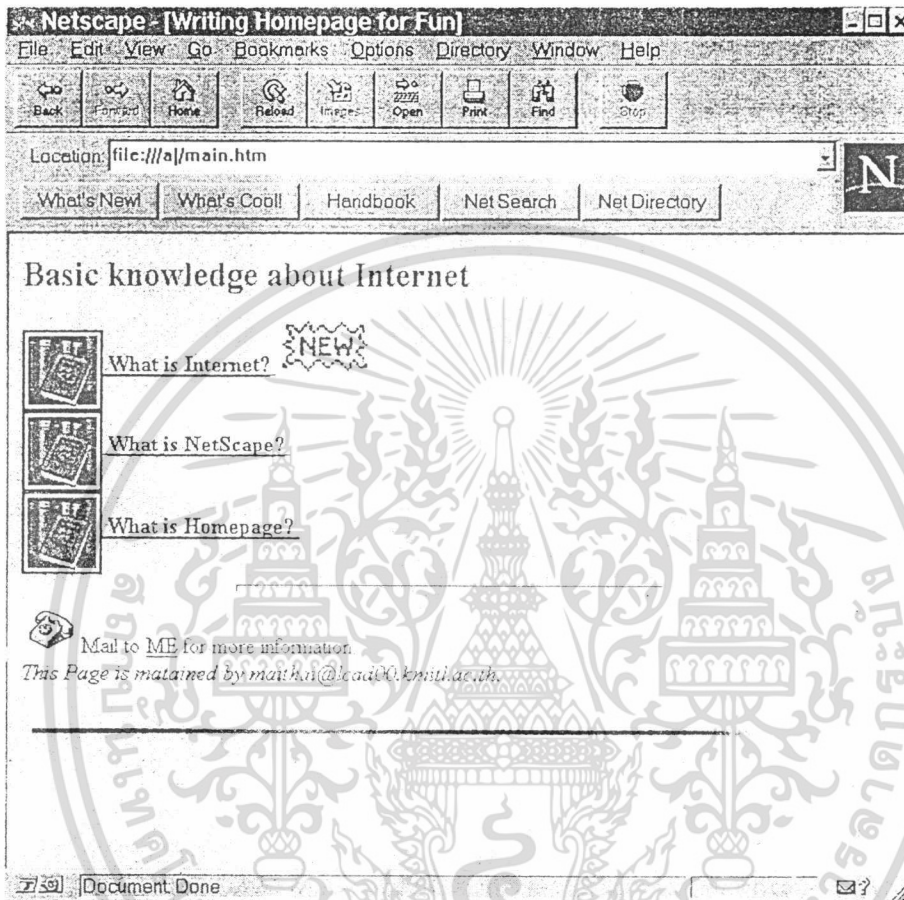 Netscape - [Writing Homepage for Fun]
File Edit View Go Bookmarks Options Directory Window Help
Back Forward Home Reload Images Open Print Find Stop
Location: file:///a|/main.htm
N
What's New! What's Cool! Handbook Net Search Net Directory
Basic knowledge about Internet
What is Internet? NEW
What is NetScape?
What is Homepage?
Mail to ME for more information
This Page is matained by
Document: Done